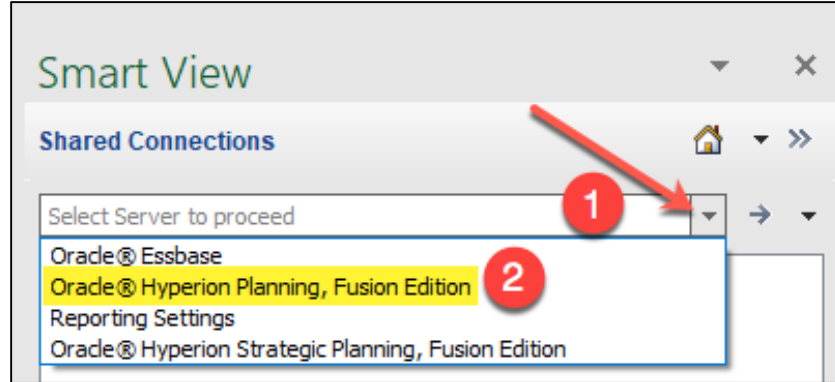 Smart View
Shared Connections
Select Server to proceed
1
Oracle® Essbase
Oracle® Hyperion Planning, Fusion Edition
2
Reporting Settings
Oracle® Hyperion Strategic Planning, Fusion Edition